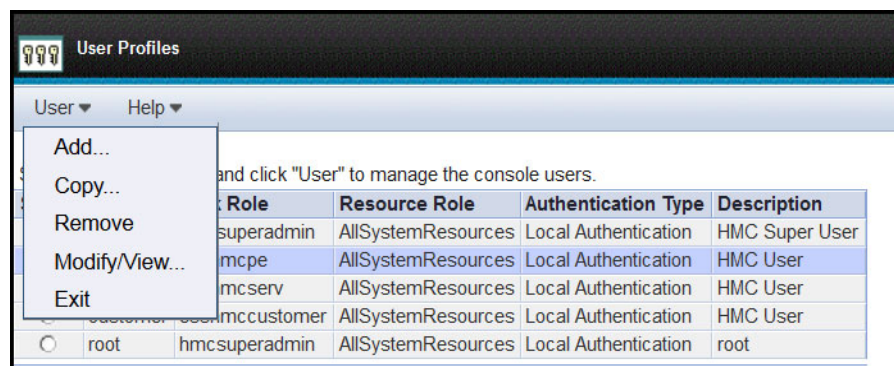 User Profiles
User Help
Add...
Copy...
Remove
Modify/View...
Exit
and click "User" to manage the console users.
Role Resource Role Authentication Type Description
superadmin AllSystemResources Local Authentication HMC Super User
mcpe AllSystemResources Local Authentication HMC User
mcserv AllSystemResources Local Authentication HMC User
customer esshmccustomer AllSystemResources Local Authentication HMC User
root hmcsuperadmin AllSystemResources Local Authentication root